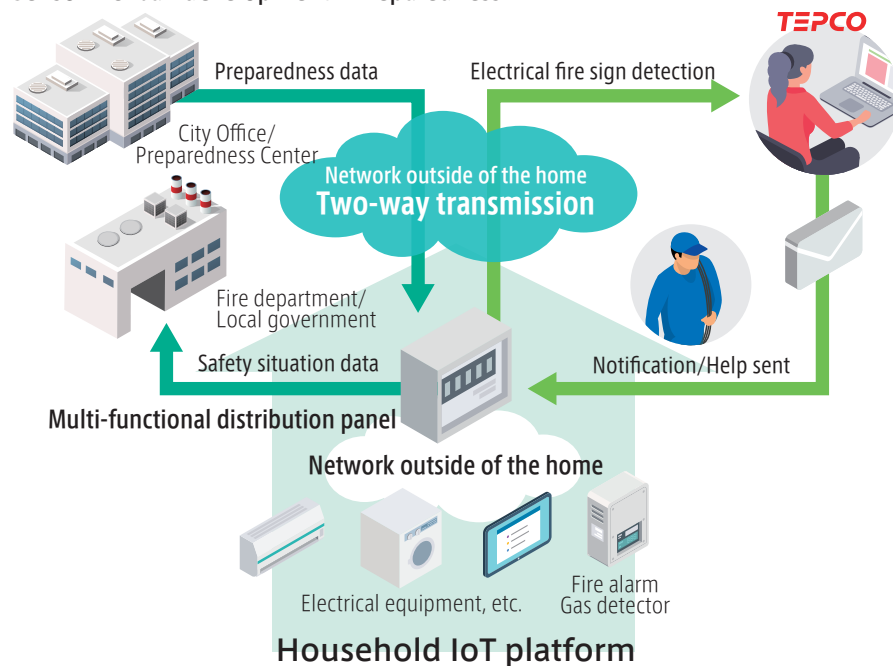 TEPCO
Preparedness data
Electrical fire sign detection
City Office/
Preparedness Center
Network outside of the home
Two-way transmission
Fire department/
Local government
Safety situation data
Notification/Help sent
Multi-functional distribution panel
Network outside of the home
Electrical equipment, etc.
Fire alarm
Gas detector
Household IoT platform